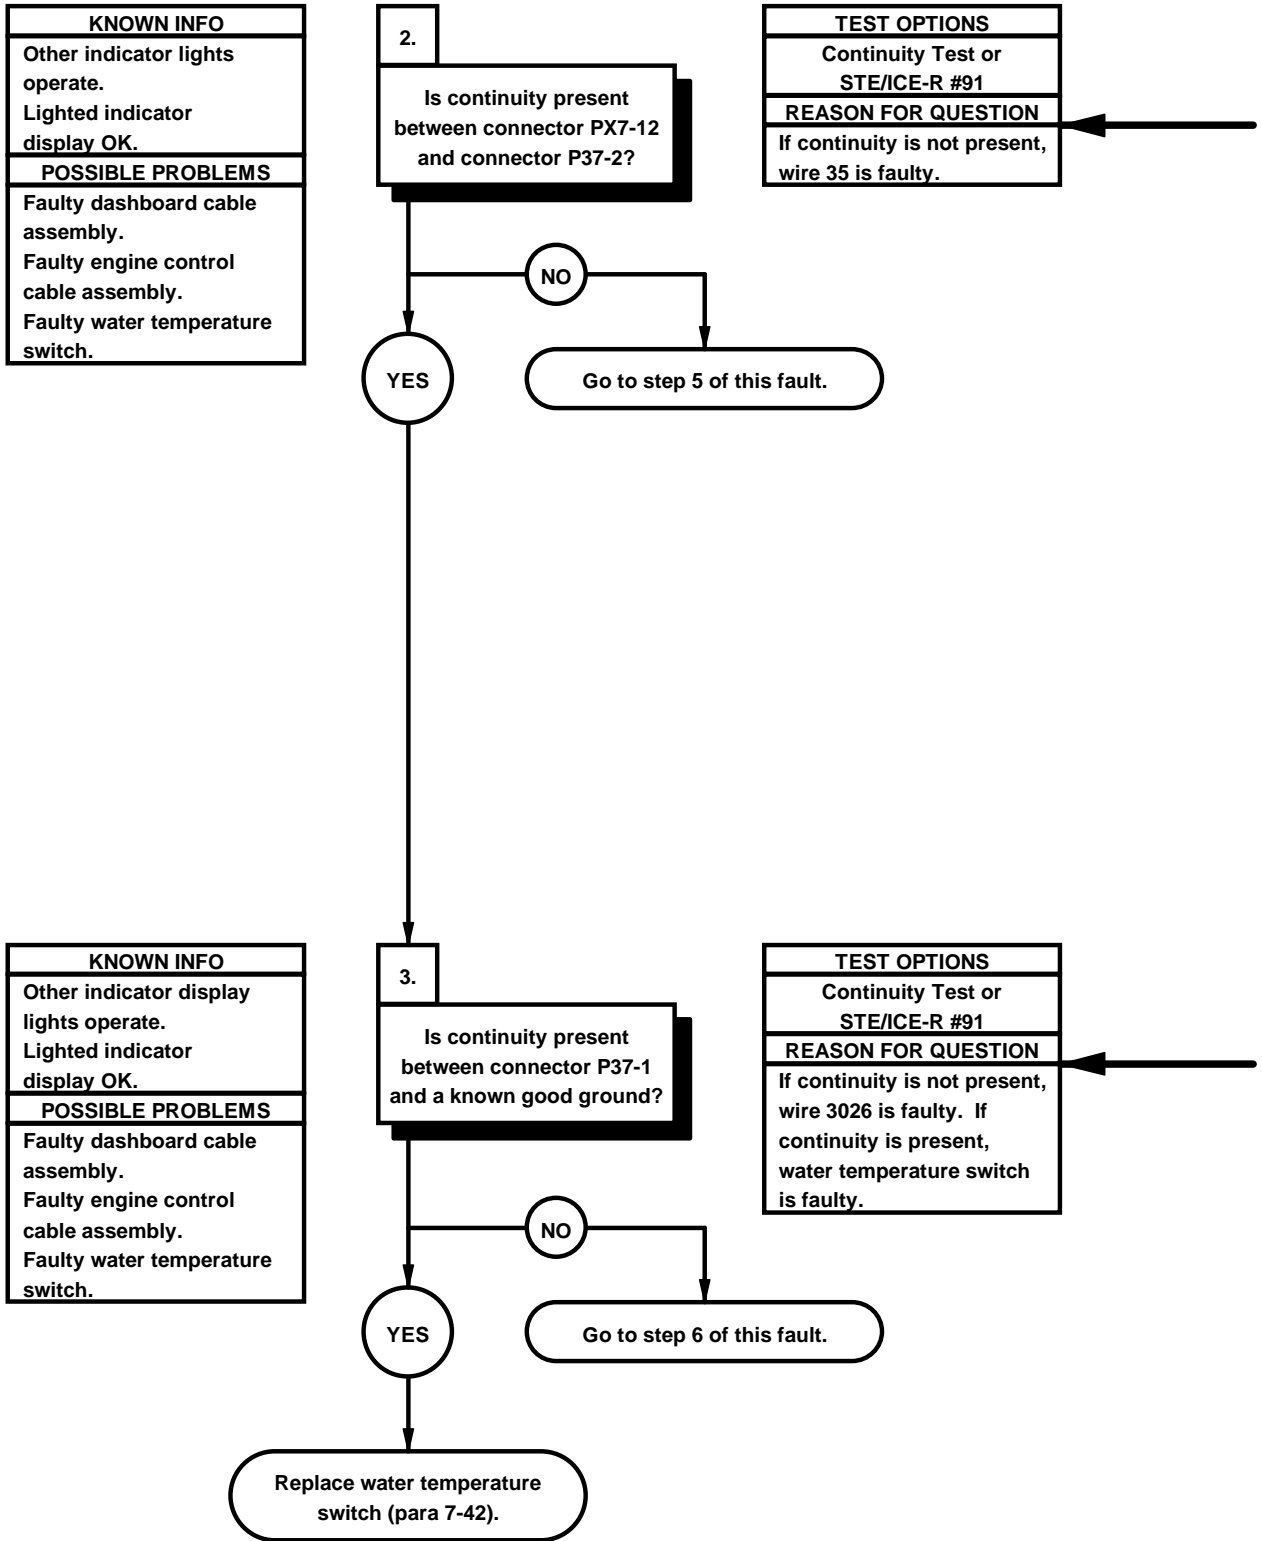 KNOWN INFO
Other indicator lights
operate.
Lighted indicator
display OK.
POSSIBLE PROBLEMS
Faulty dashboard cable
assembly.
Faulty engine control
cable assembly.
Faulty water temperature
switch.
2.
Is continuity present
between connector PX7-12
and connector P37-2?
TEST OPTIONS
Continuity Test or
STE/ICE-R #91
REASON FOR QUESTION
If continuity is not present,
wire 35 is faulty.
NO
YES
Go to step 5 of this fault.
KNOWN INFO
Other indicator display
lights operate.
Lighted indicator
display OK.
POSSIBLE PROBLEMS
Faulty dashboard cable
assembly.
Faulty engine control
cable assembly.
Faulty water temperature
switch.
3.
Is continuity present
between connector P37-1
and a known good ground?
TEST OPTIONS
Continuity Test or
STE/ICE-R #91
REASON FOR QUESTION
If continuity is not present,
wire 3026 is faulty.  If
continuity is present,
water temperature switch
is faulty.
NO
YES
Go to step 6 of this fault.
Replace water temperature
switch (para 7-42).